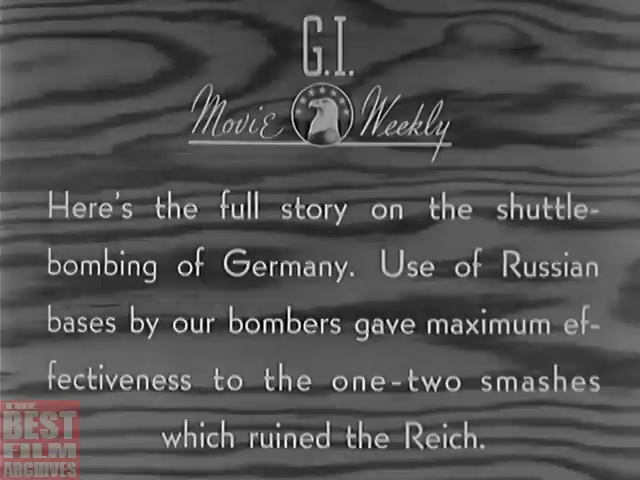 G.I.
Movie Weekly
Here's the full story on the shuttle-
bombing of Germany. Use of Russian
bases by our bombers gave maximum ef-
fectiveness to the one-two smashes
which ruined the Reich.
THE
BEST
FILM
ARCHIVES